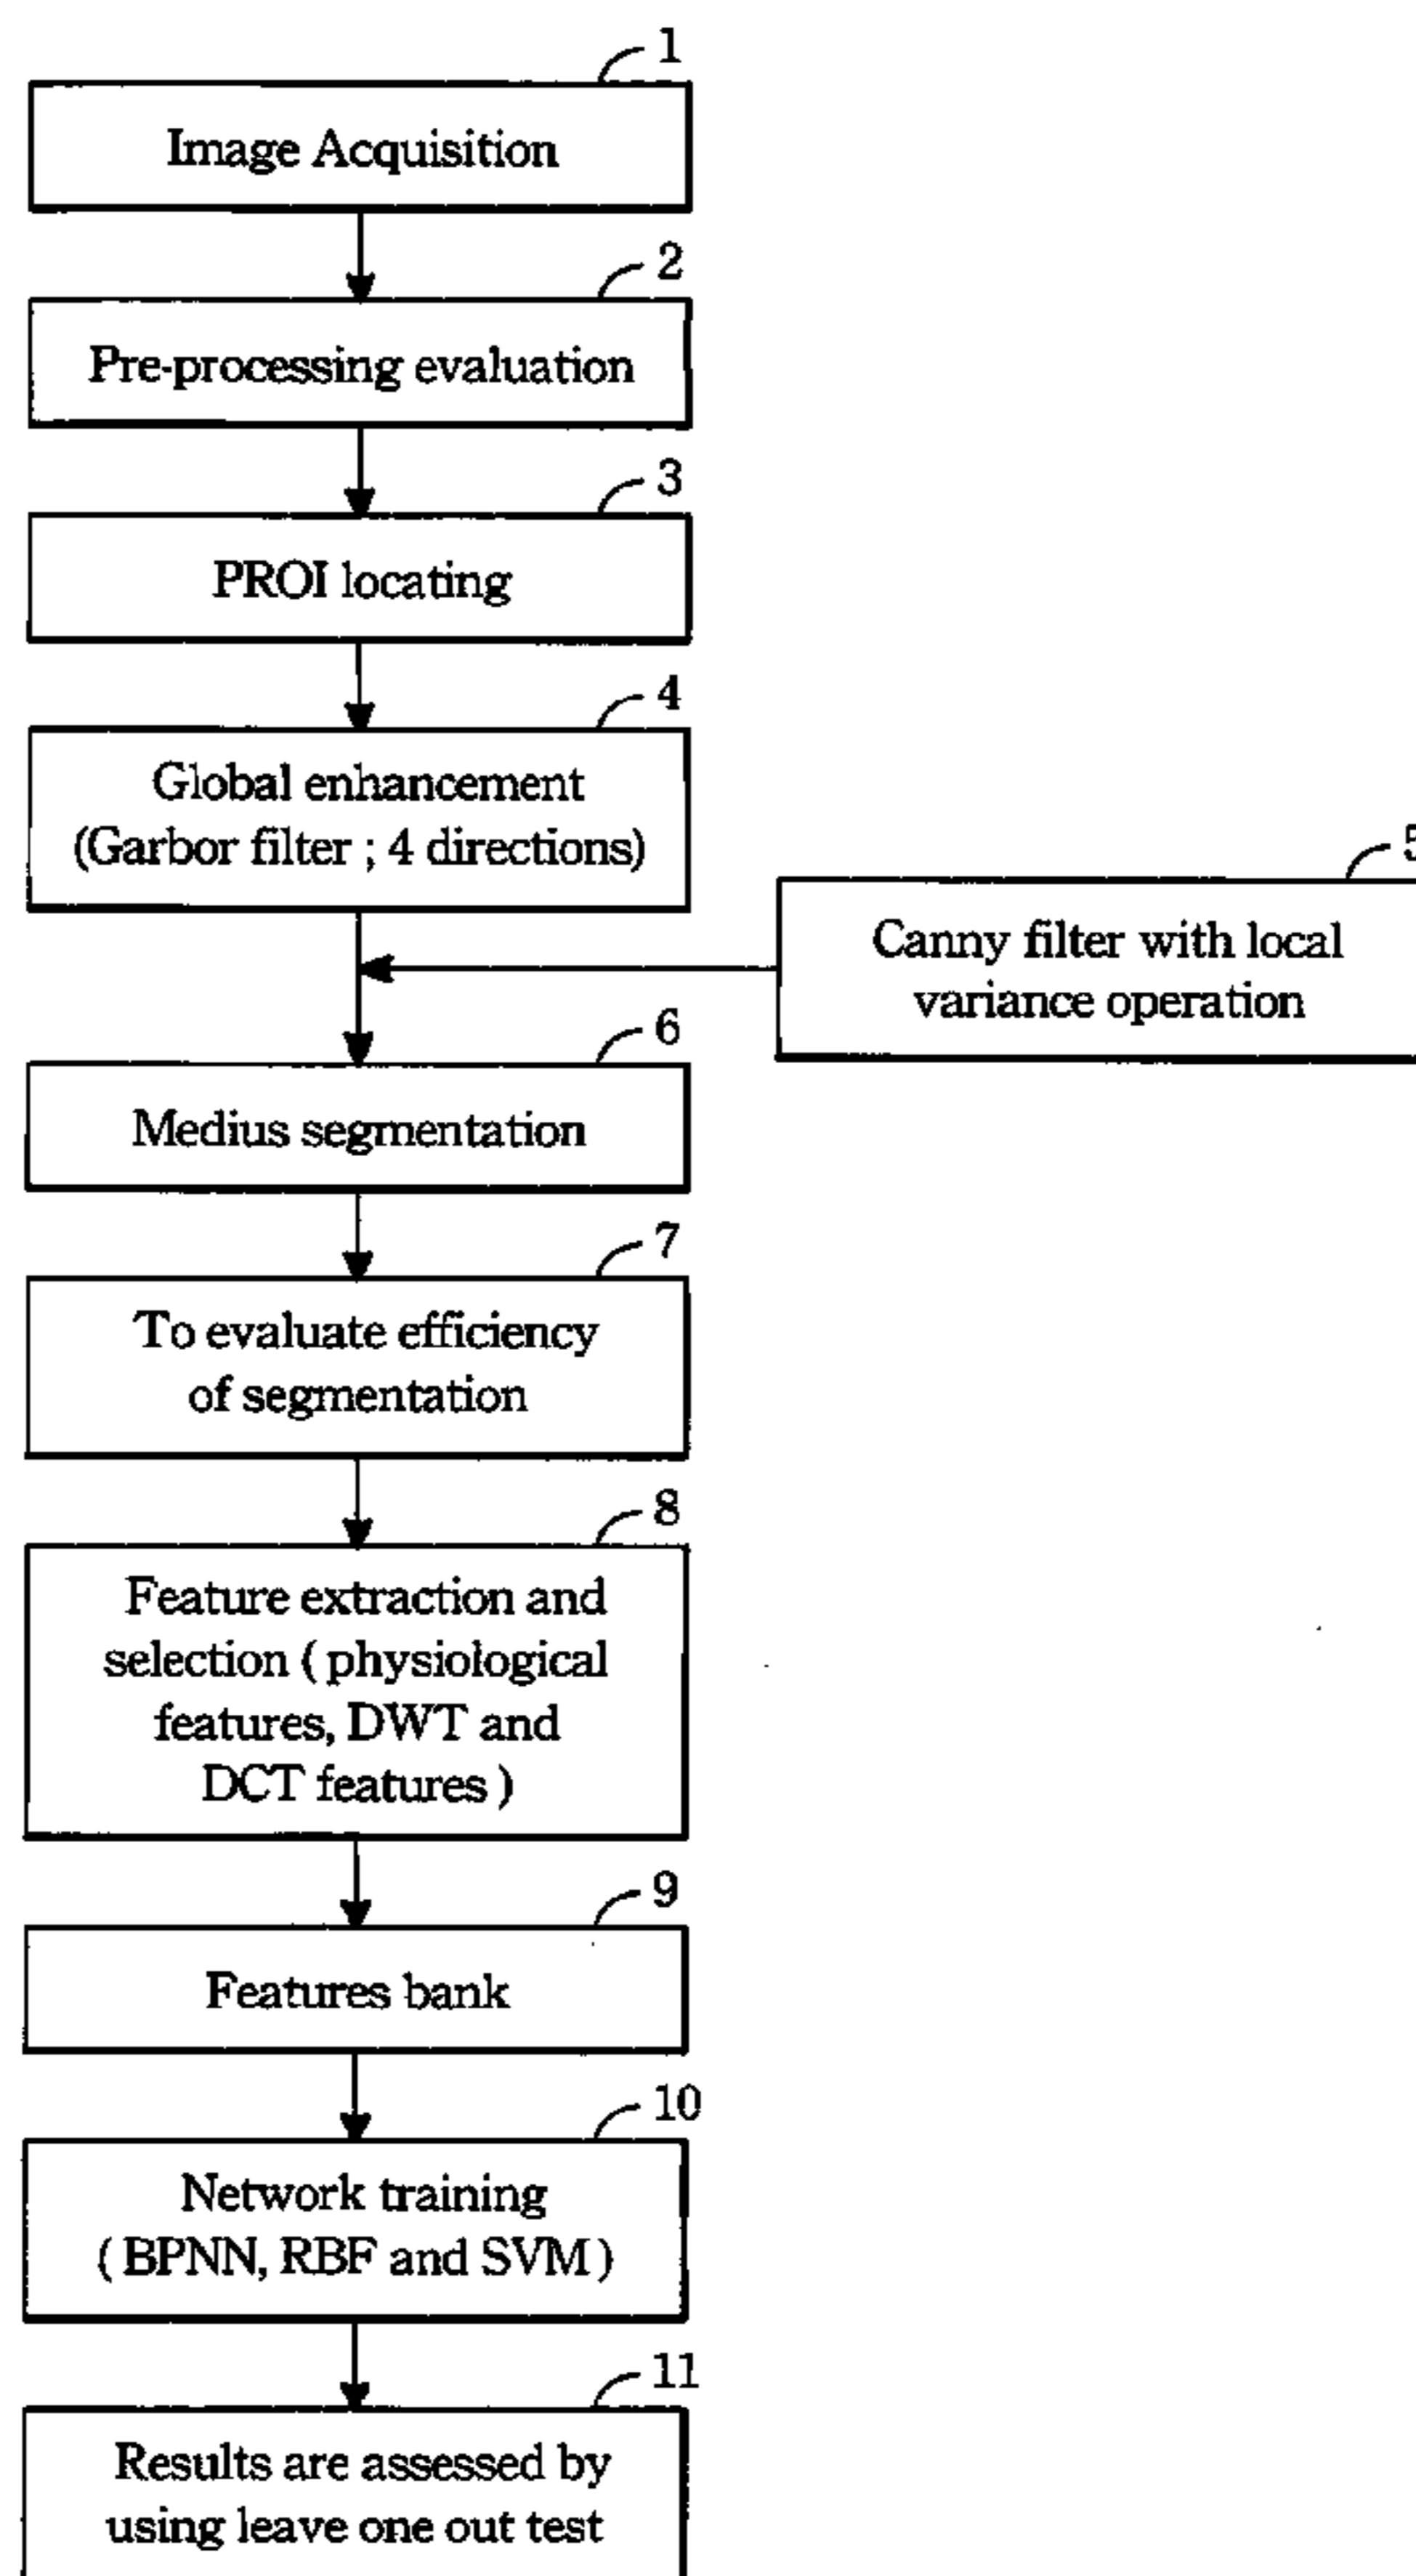 1
Image Acquisition
2
Pre-processing evaluation
3
PROI locating
4
Global enhancement
(Garbor filter ; 4 directions)
5
Canny filter with local
variance operation
6
Medius segmentation
7
To evaluate efficiency
of segmentation
8
Feature extraction and
selection ( physiological
features, DWT and
DCT features )
9
Features bank
10
Network training
( BPNN, RBF and SVM )
11
Results are assessed by
using leave one out test